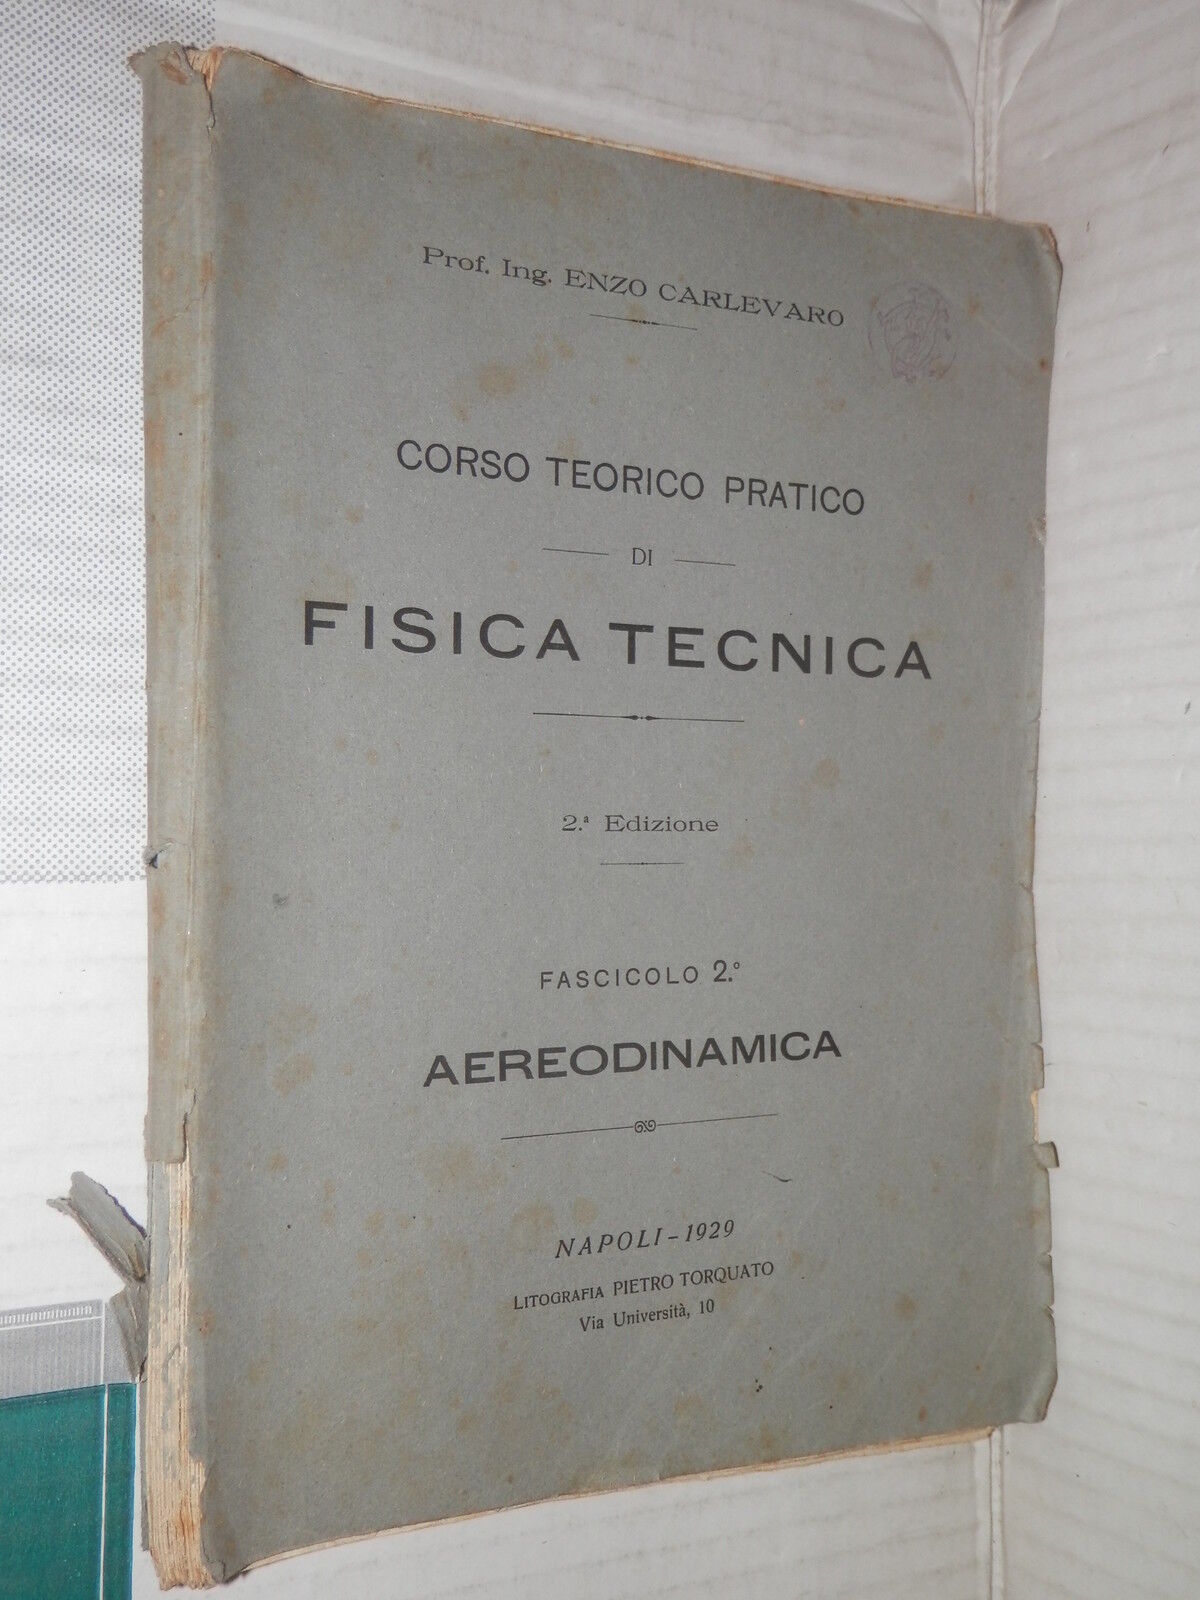 Prof. Ing. ENZO CARLEVARO
CORSO TEORICO PRATICO
DI
FISICA TECNICA
2.ª Edizione
FASCICOLO 2.º
AEREODINAMICA
NAPOLI - 1929
LITOGRAFIA PIETRO TORQUATO
Via Università, 10